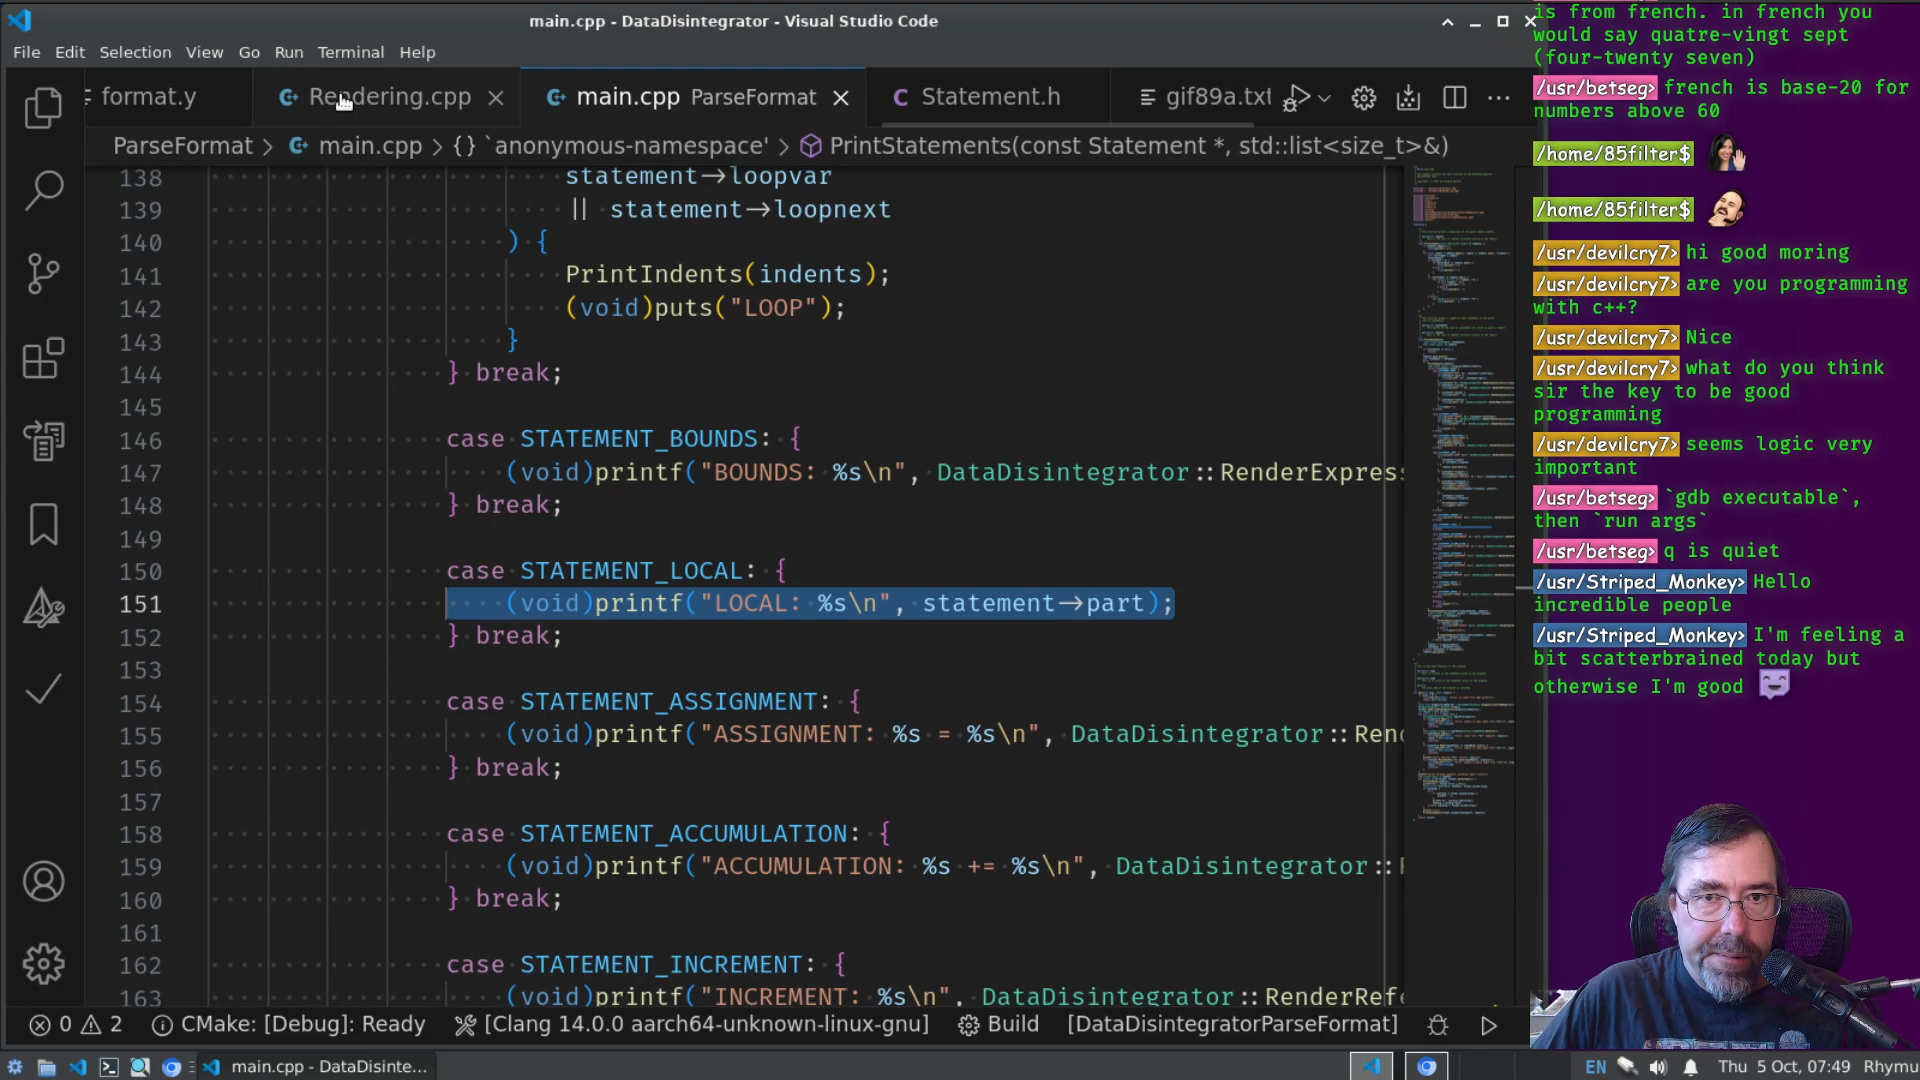 main.cpp - DataDisintegrator - Visual Studio Code
File Edit Selection View Go Run Terminal Help
format.y Rendering.cpp main.cpp ParseFormat Statement.h gif89a.txt
ParseFormat > main.cpp > {} `anonymous-namespace' > PrintStatements(const Statement *, std::list<size_t>&)
138 statement→loopvar
139 || statement→loopnext
140 ) {
141 PrintIndents(indents);
142 (void)puts("LOOP");
143 }
144 } break;
145
146 case STATEMENT_BOUNDS: {
147 (void)printf("BOUNDS: %s\n", DataDisintegrator::RenderExpres
148 } break;
149
150 case STATEMENT_LOCAL: {
151 (void)printf("LOCAL: %s\n", statement→part);
152 } break;
153
154 case STATEMENT_ASSIGNMENT: {
155 (void)printf("ASSIGNMENT: %s = %s\n", DataDisintegrator::Ren
156 } break;
157
158 case STATEMENT_ACCUMULATION: {
159 (void)printf("ACCUMULATION: %s += %s\n", DataDisintegrator::
160 } break;
161
162 case STATEMENT_INCREMENT: {
163 (void)printf("INCREMENT: %s\n", DataDisintegrator::RenderRef
0 2 CMake: [Debug]: Ready [Clang 14.0.0 aarch64-unknown-linux-gnu] Build [DataDisintegratorParseFormat]
main.cpp - DataDisinte...
EN Thu 5 Oct, 07:49 Rhymu
is from french. in french you
would say quatre-vingt sept
(four-twenty seven)
/usr/betseg> french is base-20 for
numbers above 60
/home/85filter$
/home/85filter$
/usr/devilcry7> hi good moring
/usr/devilcry7> are you programming
with c++?
/usr/devilcry7> Nice
/usr/devilcry7> what do you think
sir the key to be good
programming
/usr/devilcry7> seems logic very
important
/usr/betseg> `gdb executable`,
then `run args`
/usr/betseg> q is quiet
/usr/Striped_Monkey> Hello
incredible people
/usr/Striped_Monkey> I'm feeling a
bit scatterbrained today but
otherwise I'm good